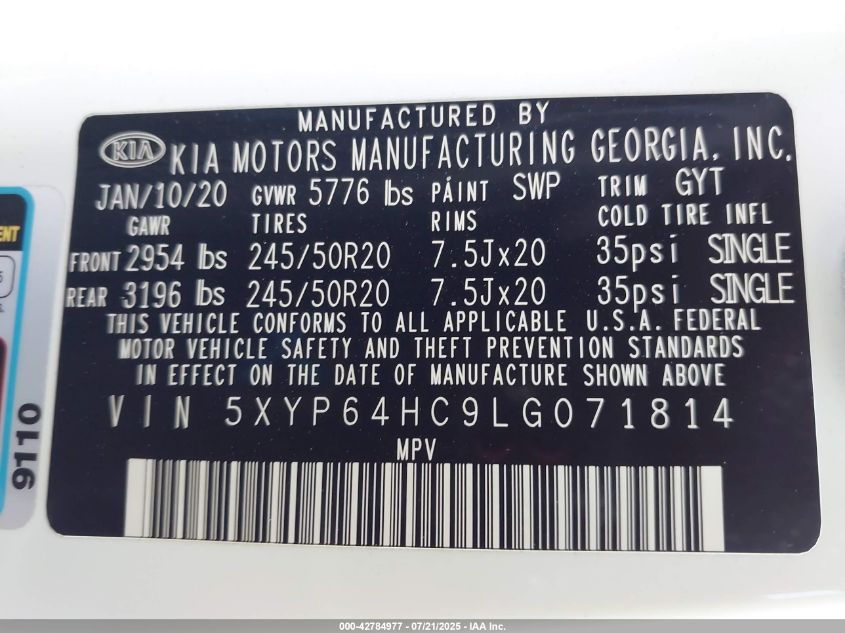 MANUFACTURED BY
KIA KIA MOTORS MANUFACTURING GEORGIA, INC.
JAN/10/20 GVWR 5776 lbs PAINT SWP TRIM GYT
GAWR TIRES RIMS COLD TIRE INFL
FRONT 2954 lbs 245/50R20 7.5Jx20 35psi SINGLE
REAR 3196 lbs 245/50R20 7.5Jx20 35psi SINGLE
THIS VEHICLE CONFORMS TO ALL APPLICABLE U.S.A. FEDERAL
MOTOR VEHICLE SAFETY AND THEFT PREVENTION STANDARDS
IN EFFECT ON THE DATE OF MANUFACTURE SHOWN ABOVE
VIN 5XYP64HC9LG071814
MPV
9110
000-42784977 - 07/21/2025 - IAA Inc.